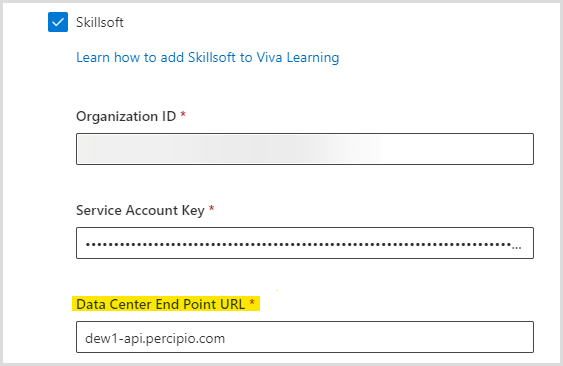 Skillsoft
Learn how to add Skillsoft to Viva Learning
Organization ID *
Service Account Key *
••••••••••••••••••••••••••••••••••••••••••••••••••••••••••••••••••••••••••••...
Data Center End Point URL *
dew1-api.percipio.com